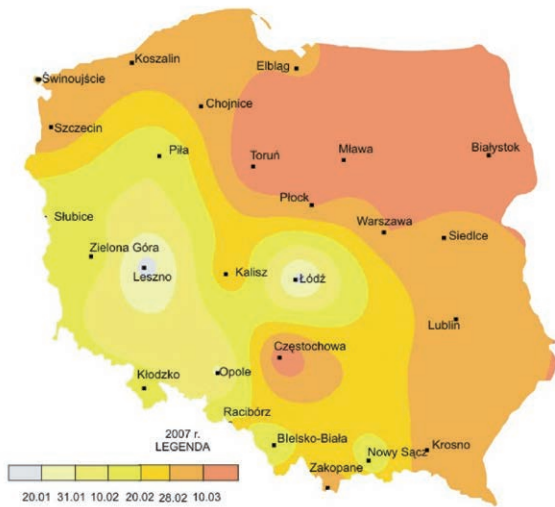 Koszalin
Elbląg
Świnoujście
Chojnice
Szczecin
Piła
Toruń
Mława
Białystok
Płock
Słubice
Warszawa
Siedlce
Zielona Góra
Leszno
Kalisz
Łódź
Lublin
Częstochowa
Kłodzko
Opole
Racibórz
BIelsko-Biała
Nowy Sącz
Krosno
Zakopane
2007 r.
LEGENDA
20.01 31.01 10.02 20.02 28.02 10.03